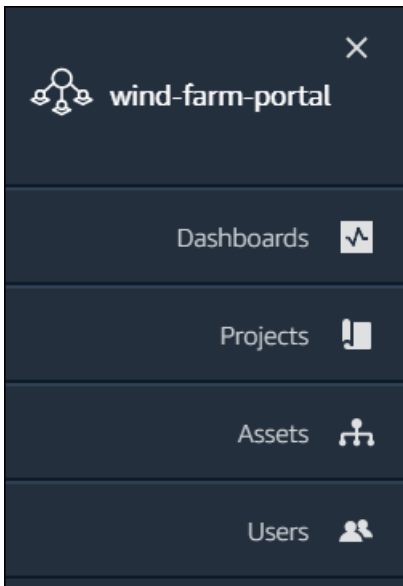 wind-farm-portal
Dashboards
Projects
Assets
Users